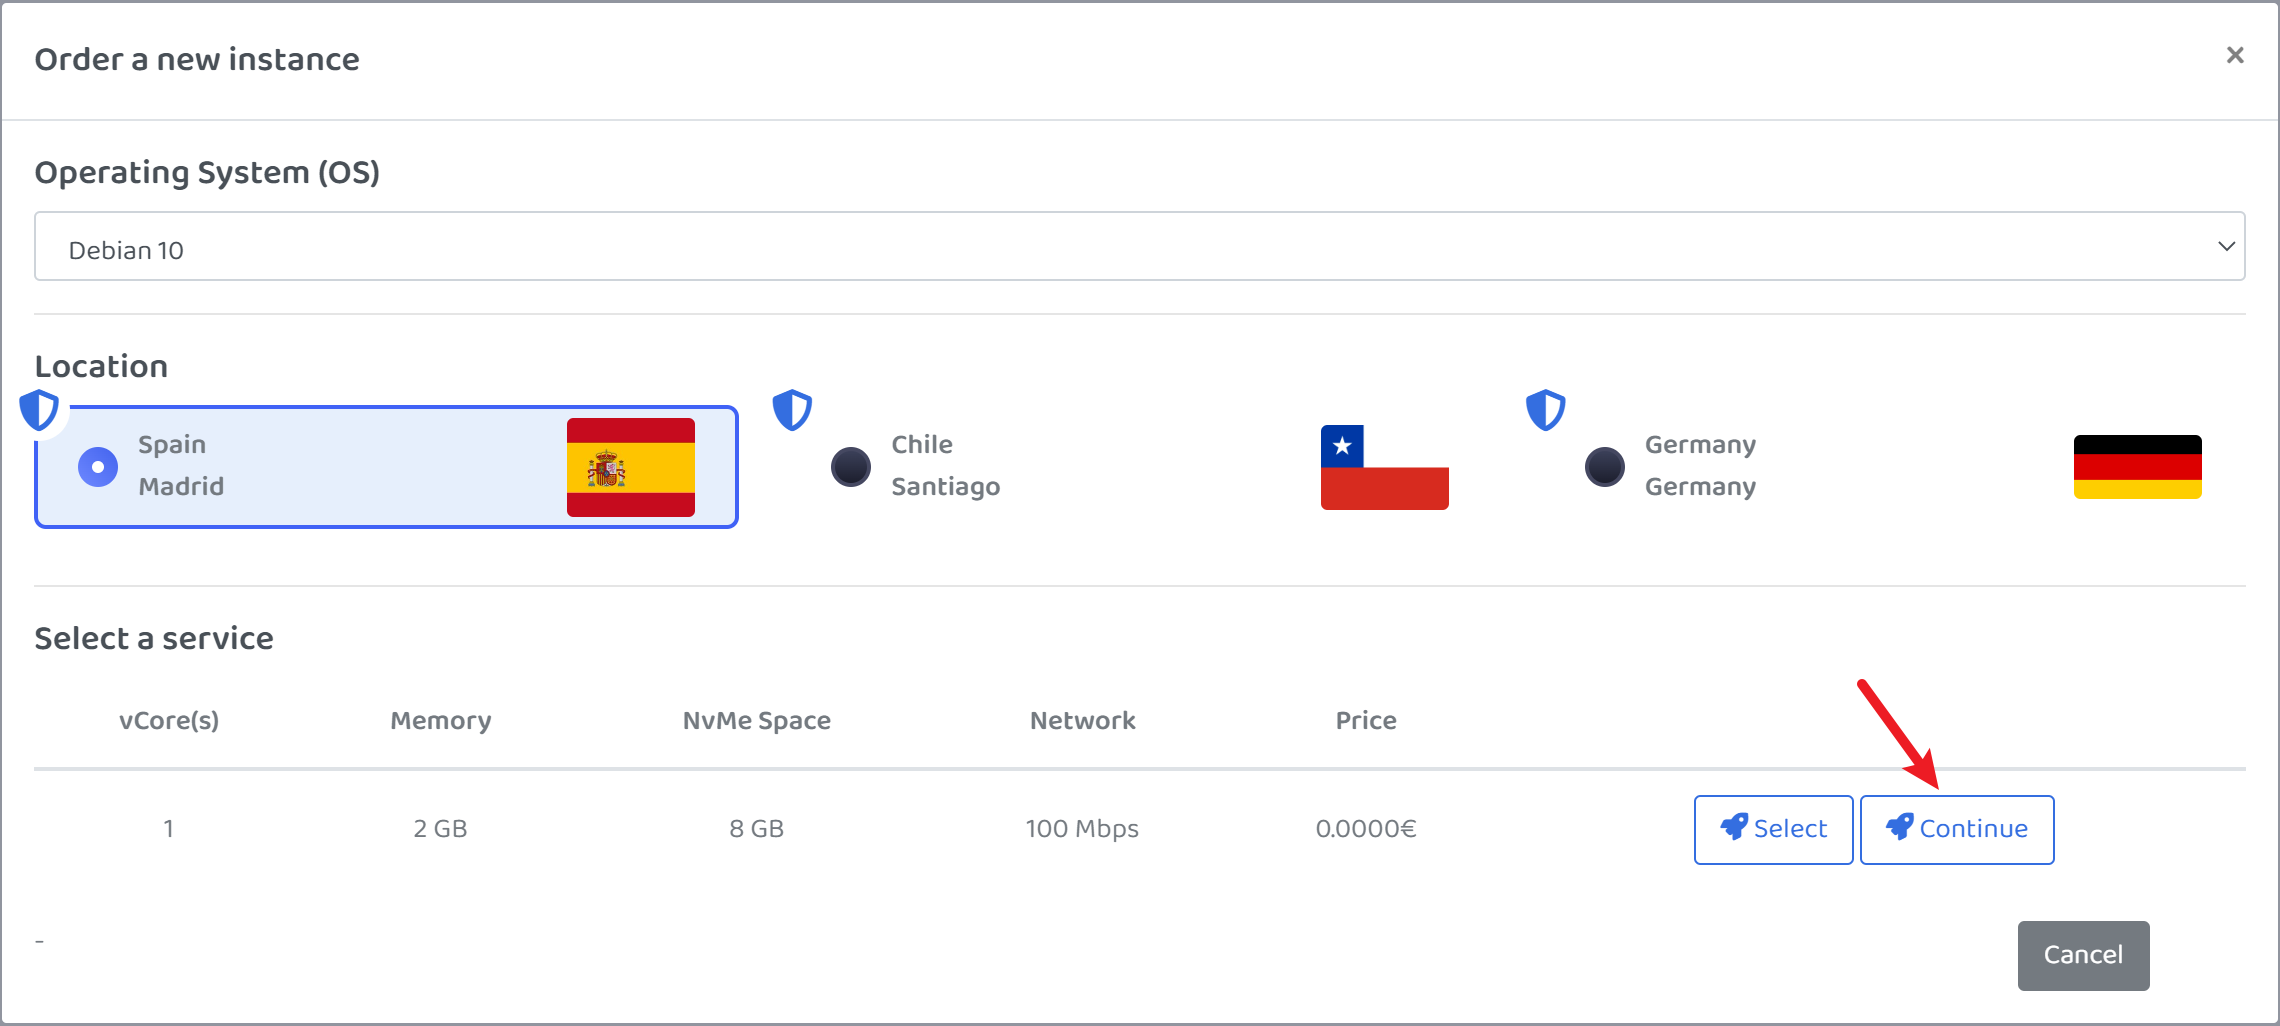 Order a new instance
×
Operating System (OS)
Debian 10
Location
Spain
Madrid
Chile
Santiago
Germany
Germany
Select a service
vCore(s) Memory NvMe Space Network Price
1 2 GB 8 GB 100 Mbps 0.0000€ Select Continue
-
Cancel